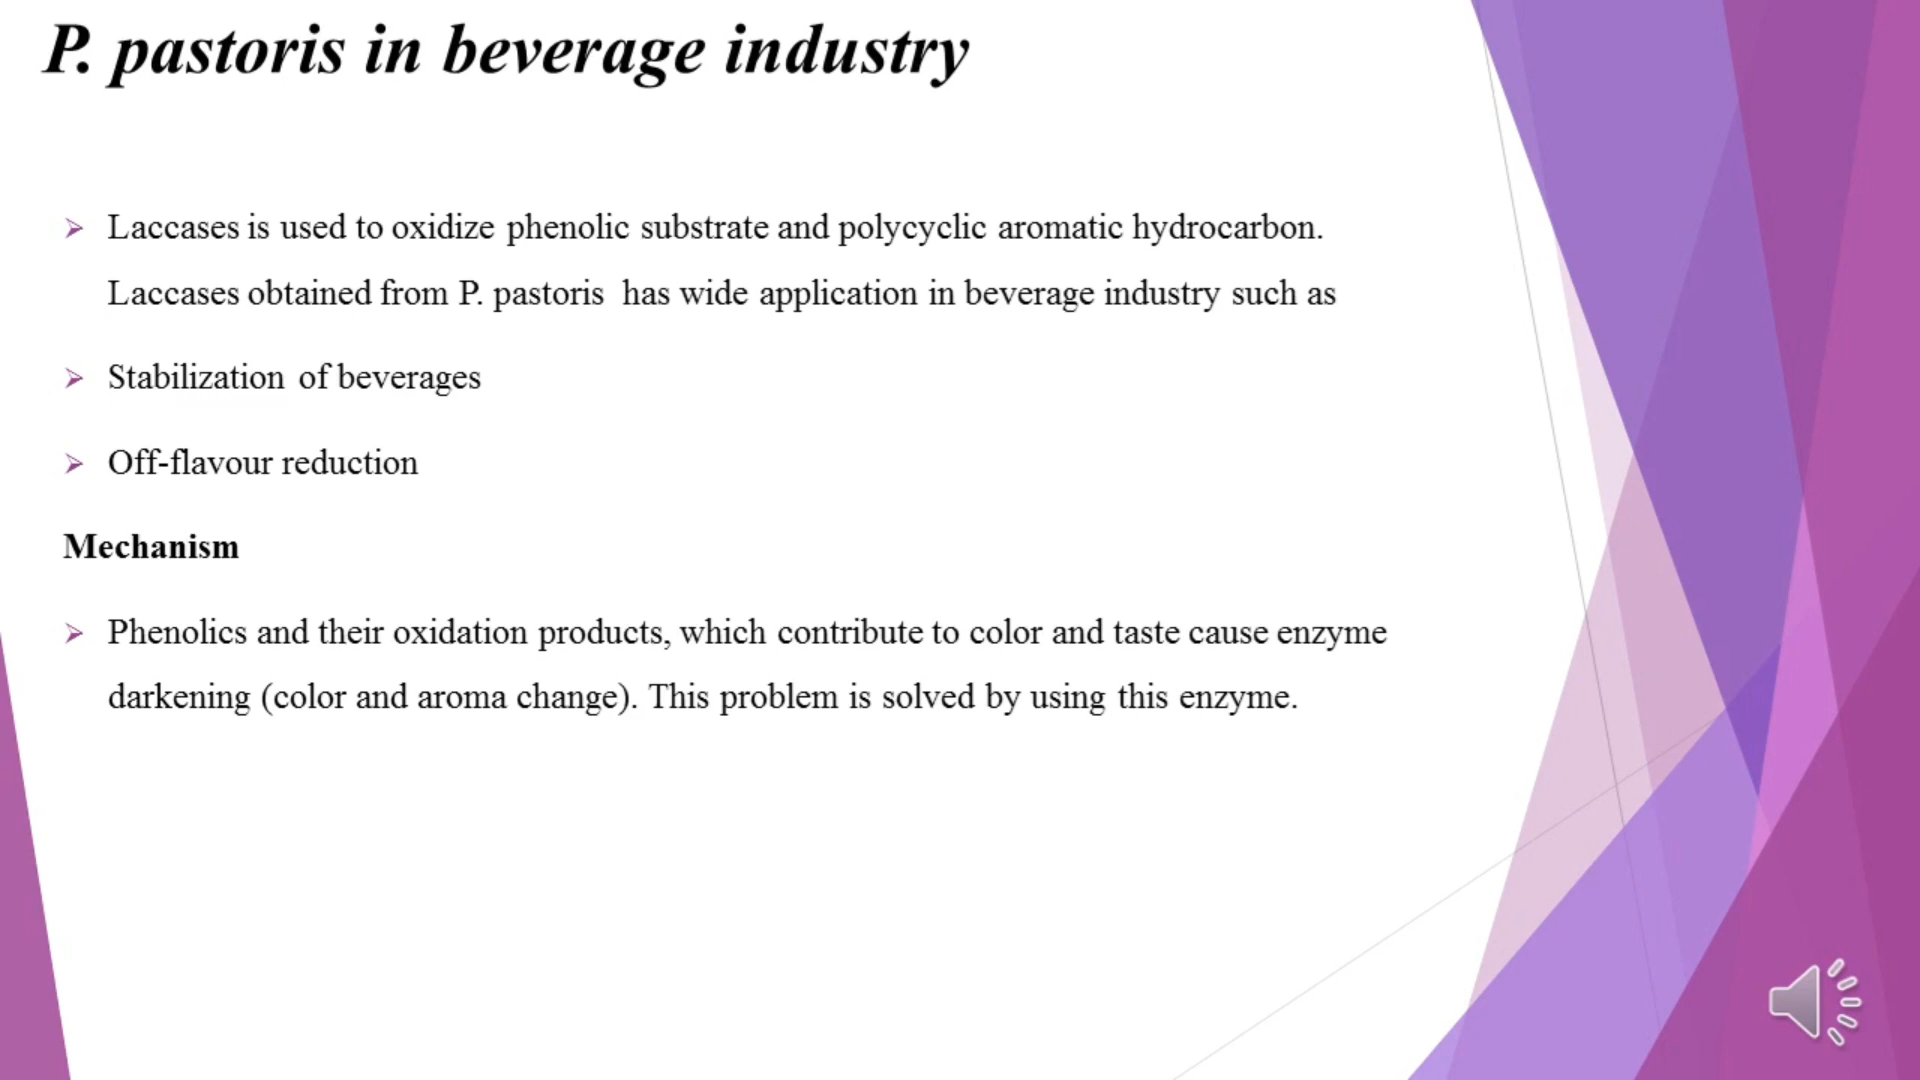 P. pastoris in beverage industry
Laccases is used to oxidize phenolic substrate and polycyclic aromatic hydrocarbon.
Laccases obtained from P. pastoris has wide application in beverage industry such as
Stabilization of beverages
Off-flavour reduction
Mechanism
Phenolics and their oxidation products, which contribute to color and taste cause enzyme
darkening (color and aroma change). This problem is solved by using this enzyme.